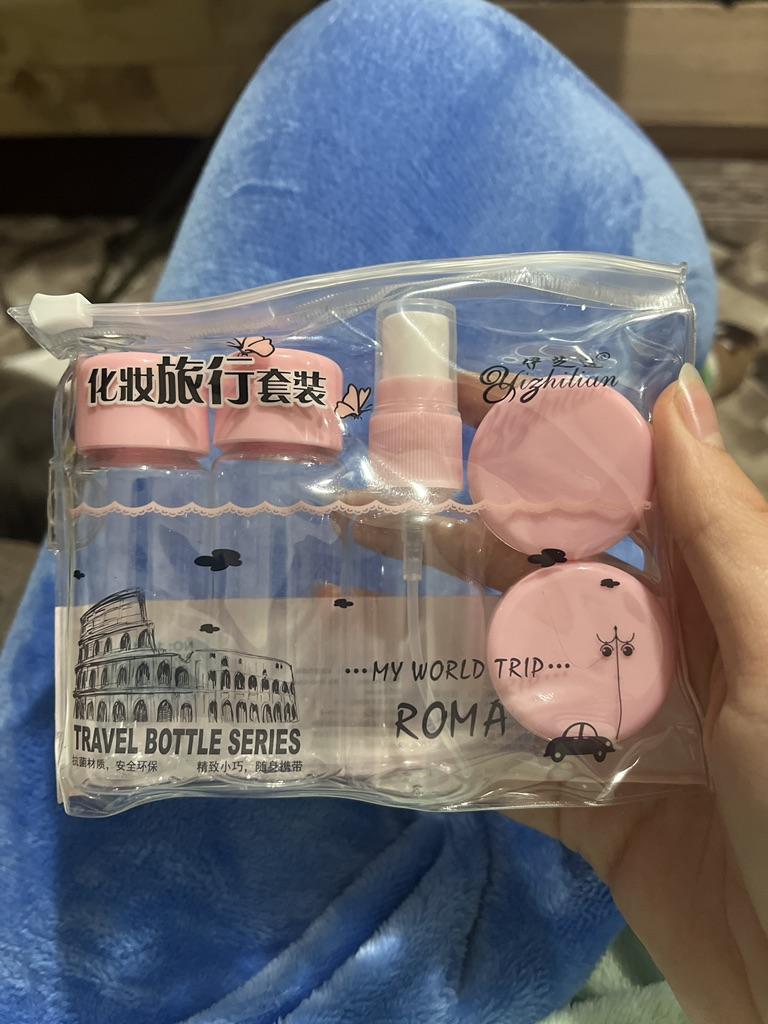 化妆旅行套装
伊芝连®
Yizhilian
···MY WORLD TRIP···
ROMA
TRAVEL BOTTLE SERIES
抗菌材质，安全环保 精致小巧，随身携带